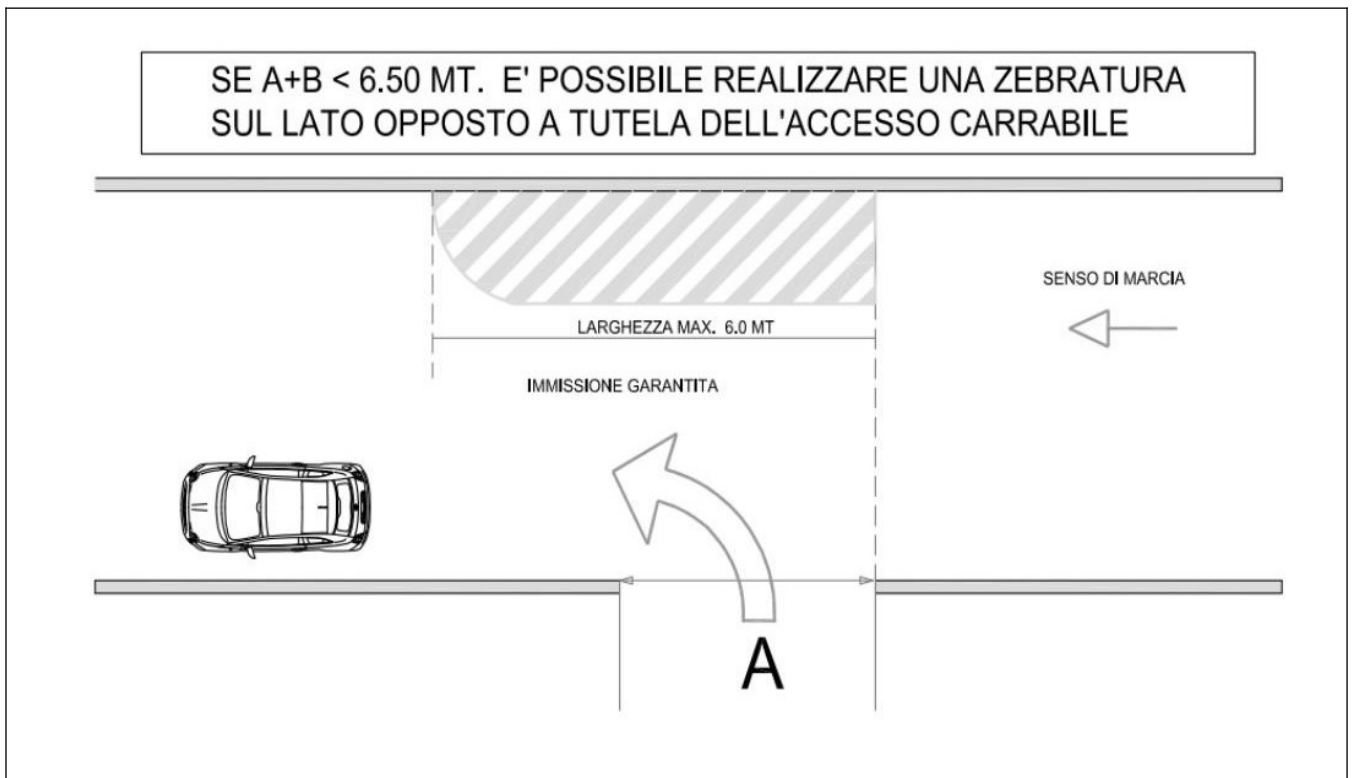 SE A+B < 6.50 MT. E' POSSIBILE REALIZZARE UNA ZEBRATURA
SUL LATO OPPOSTO A TUTELA DELL'ACCESSO CARRABILE
SENSO DI MARCIA
LARGHEZZA MAX. 6.0 MT
IMMISSIONE GARANTITA
A